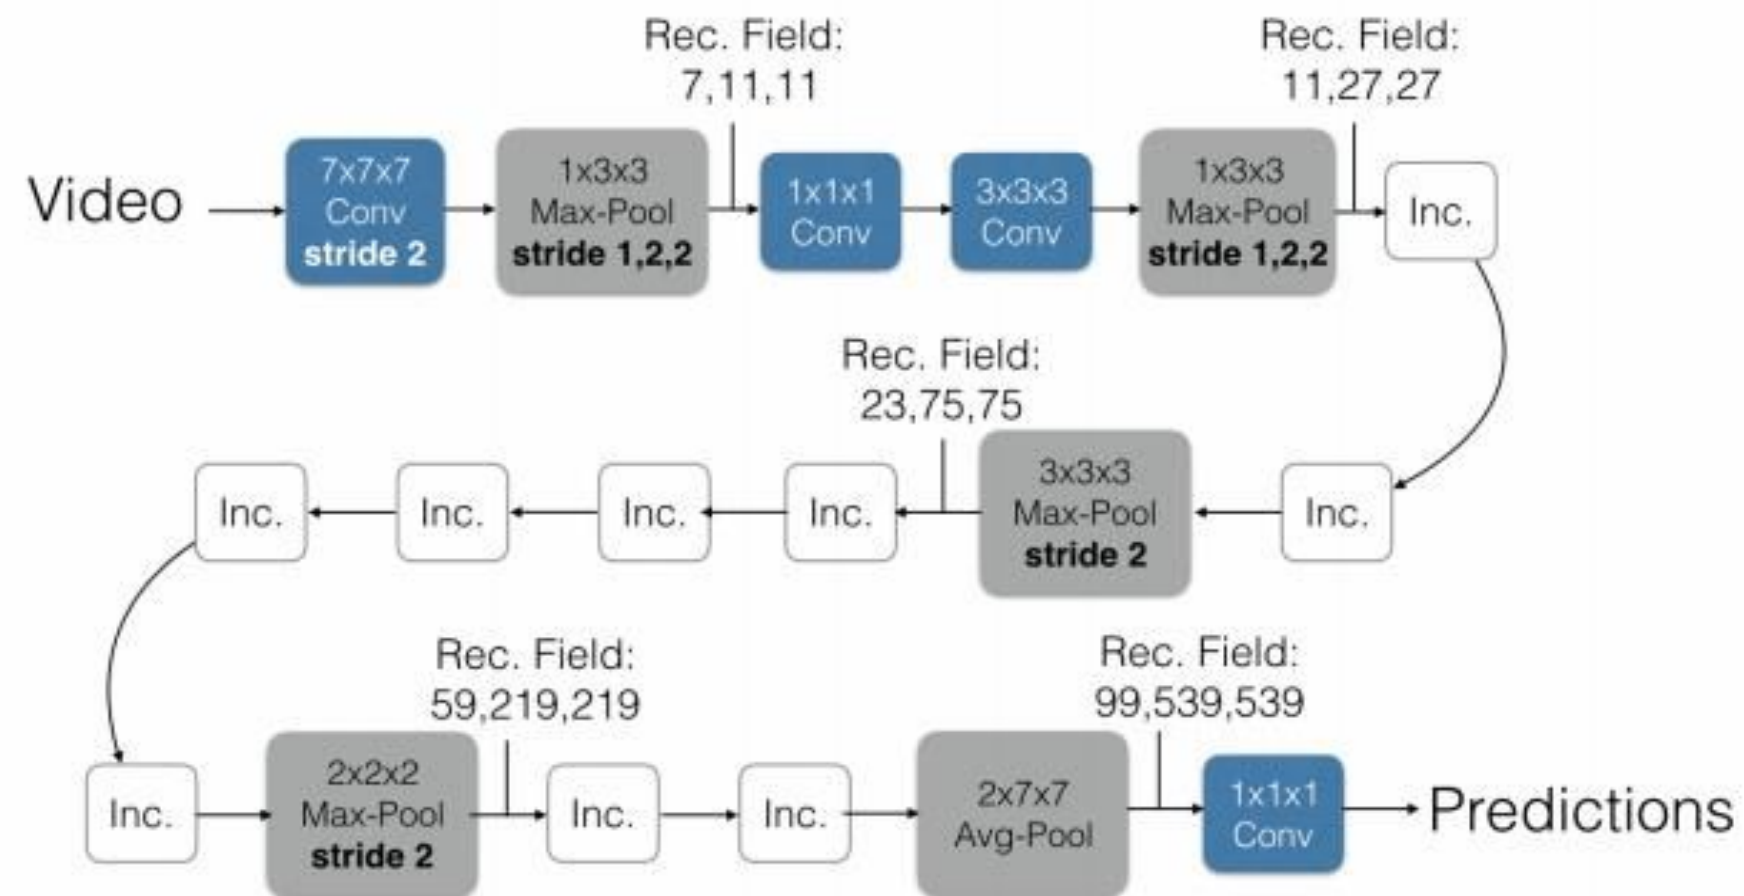 Rec. Field:
7,11,11
Rec. Field:
11,27,27
Video
7x7x7
Conv
stride 2
1x3x3
Max-Pool
stride 1,2,2
1x1x1
Conv
3x3x3
Conv
1x3x3
Max-Pool
stride 1,2,2
Inc.
Rec. Field:
23,75,75
Inc.
Inc.
Inc.
Inc.
3x3x3
Max-Pool
stride 2
Inc.
Rec. Field:
59,219,219
Rec. Field:
99,539,539
Inc.
2x2x2
Max-Pool
stride 2
Inc.
Inc.
2x7x7
Avg-Pool
1x1x1
Conv
Predictions